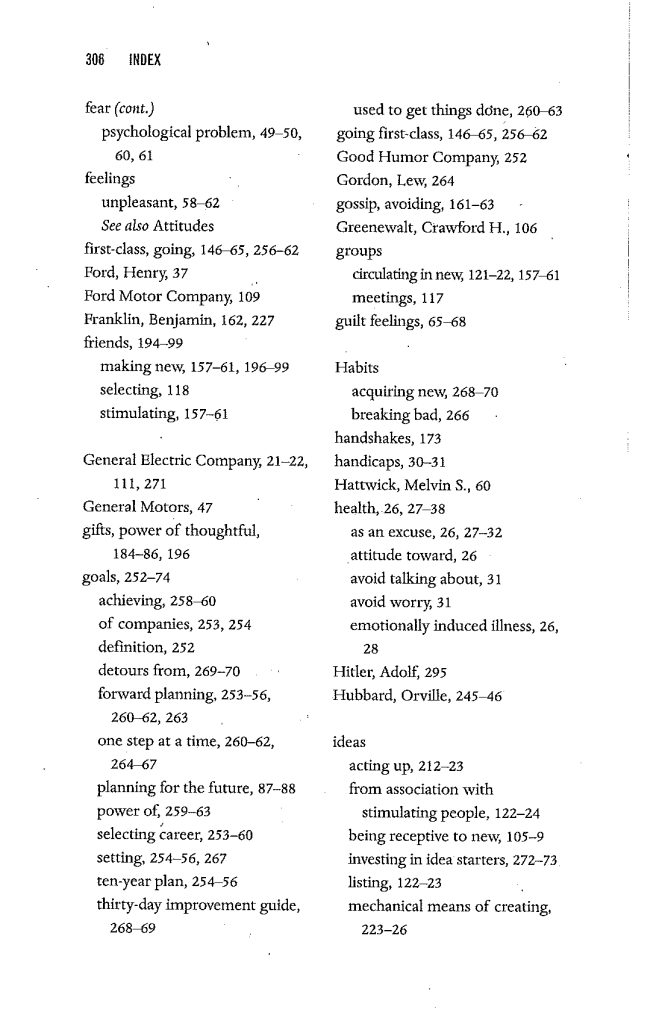 306 INDEX
fear (cont.)
psychological problem, 49–50,
60, 61
feelings
unpleasant, 58–62
See also Attitudes
first-class, going, 146–65, 256–62
Ford, Henry, 37
Ford Motor Company, 109
Franklin, Benjamin, 162, 227
friends, 194–99
making new, 157–61, 196–99
selecting, 118
stimulating, 157–61
General Electric Company, 21–22,
111, 271
General Motors, 47
gifts, power of thoughtful,
184–86, 196
goals, 252–74
achieving, 258–60
of companies, 253, 254
definition, 252
detours from, 269–70
forward planning, 253–56,
260–62, 263
one step at a time, 260–62,
264–67
planning for the future, 87–88
power of, 259–63
selecting career, 253–60
setting, 254–56, 267
ten-year plan, 254–56
thirty-day improvement guide,
268–69
used to get things done, 260–63
going first-class, 146–65, 256–62
Good Humor Company, 252
Gordon, Lew, 264
gossip, avoiding, 161–63
Greenewalt, Crawford H., 106
groups
circulating in new, 121–22, 157–61
meetings, 117
guilt feelings, 65–68
Habits
acquiring new, 268–70
breaking bad, 266
handshakes, 173
handicaps, 30–31
Hattwick, Melvin S., 60
health, 26, 27–38
as an excuse, 26, 27–32
attitude toward, 26
avoid talking about, 31
avoid worry, 31
emotionally induced illness, 26,
28
Hitler, Adolf, 295
Hubbard, Orville, 245–46
ideas
acting up, 212–23
from association with
stimulating people, 122–24
being receptive to new, 105–9
investing in idea starters, 272–73
listing, 122–23
mechanical means of creating,
223–26